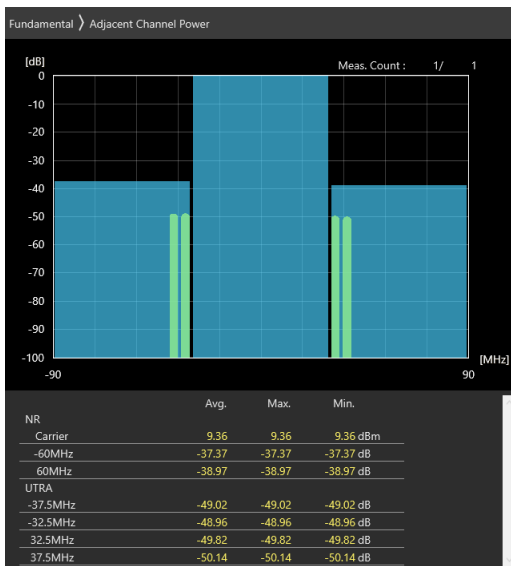 Fundamental 〉 Adjacent Channel Power
[dB]
Meas. Count : 1/ 1
0
-10
-20
-30
-40
-50
-60
-70
-80
-90
-100
[MHz]
-90 90
Avg. Max. Min.
NR
Carrier 9.36 9.36 9.36 dBm
-60MHz -37.37 -37.37 -37.37 dB
60MHz -38.97 -38.97 -38.97 dB
UTRA
-37.5MHz -49.02 -49.02 -49.02 dB
-32.5MHz -48.96 -48.96 -48.96 dB
32.5MHz -49.82 -49.82 -49.82 dB
37.5MHz -50.14 -50.14 -50.14 dB